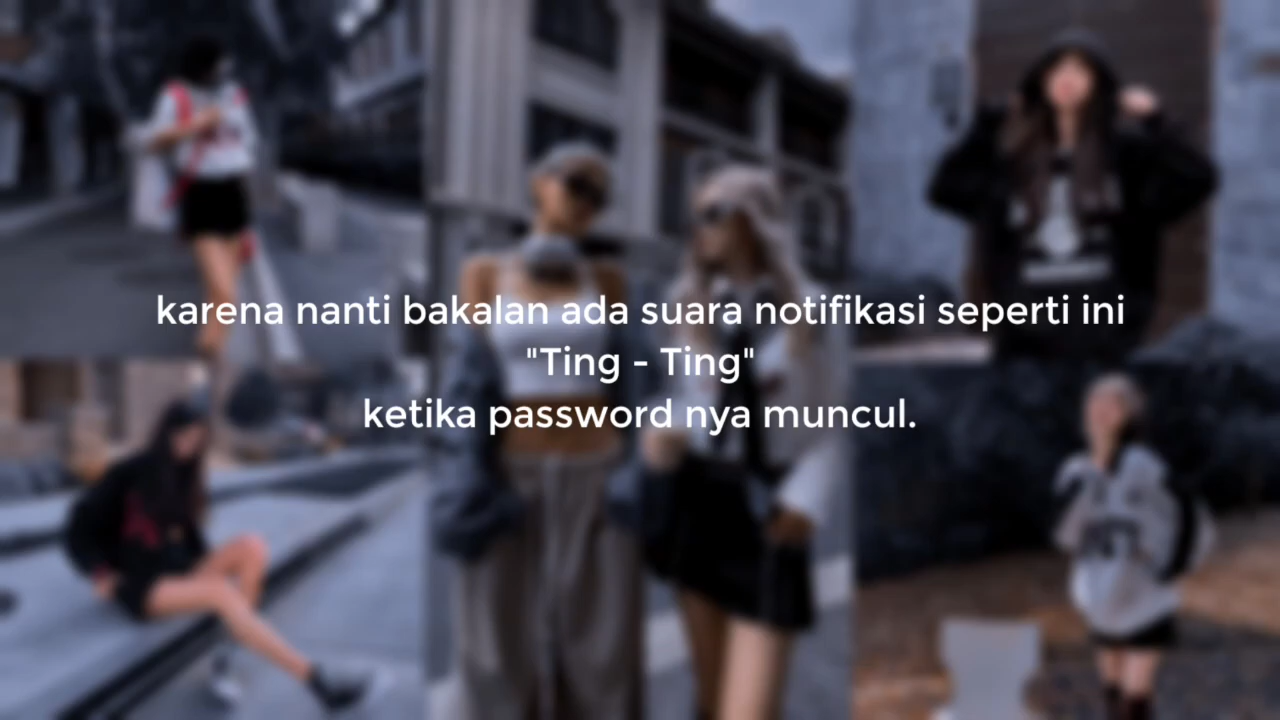 karena nanti bakalan ada suara notifikasi seperti ini
"Ting - Ting"
ketika password nya muncul.